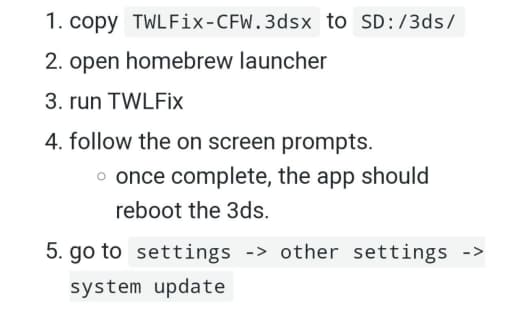 1. copy TWLFix-CFW.3dsx to SD:/3ds/
2. open homebrew launcher
3. run TWLFix
4. follow the on screen prompts.
○ once complete, the app should
reboot the 3ds.
5. go to settings -> other settings ->
system update